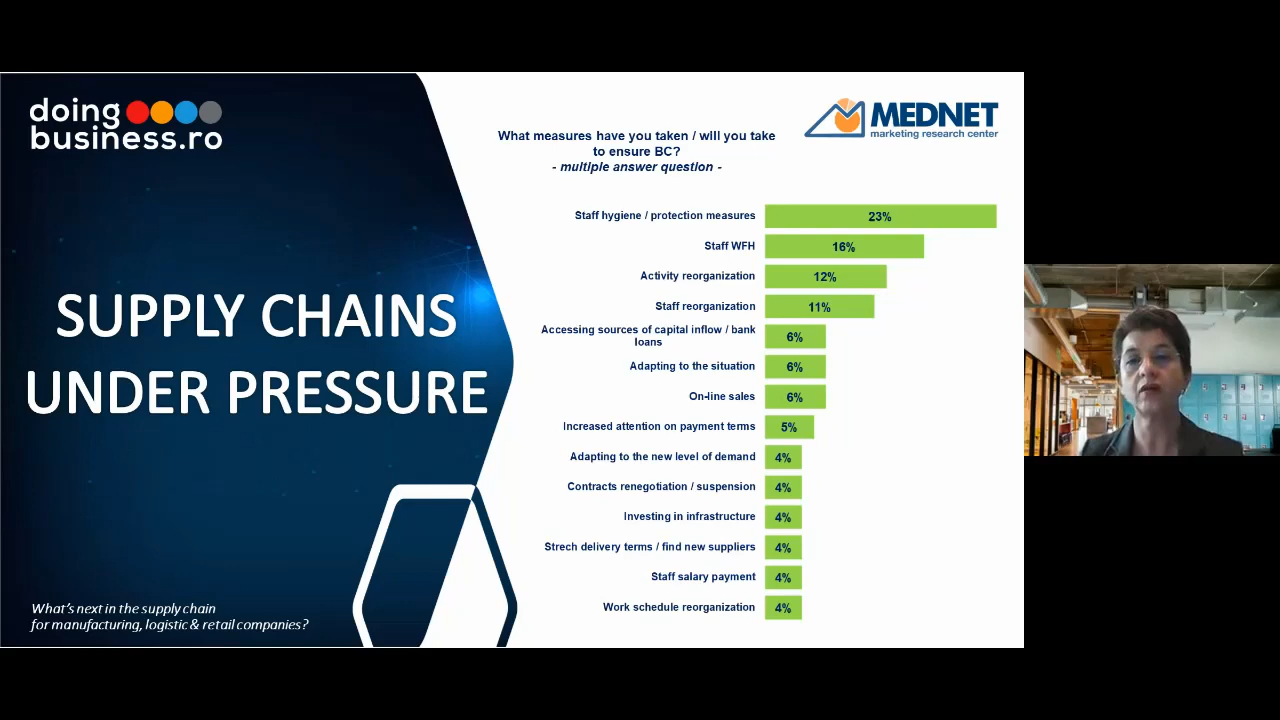 doing
business.ro
SUPPLY CHAINS
UNDER PRESSURE
What's next in the supply chain
for manufacturing, logistic & retail companies?
MEDNET
marketing research center
What measures have you taken / will you take
to ensure BC?
- multiple answer question -
Staff hygiene / protection measures 23%
Staff WFH 16%
Activity reorganization 12%
Staff reorganization 11%
Accessing sources of capital inflow / bank
loans 6%
Adapting to the situation 6%
On-line sales 6%
Increased attention on payment terms 5%
Adapting to the new level of demand 4%
Contracts renegotiation / suspension 4%
Investing in infrastructure 4%
Strech delivery terms / find new suppliers 4%
Staff salary payment 4%
Work schedule reorganization 4%